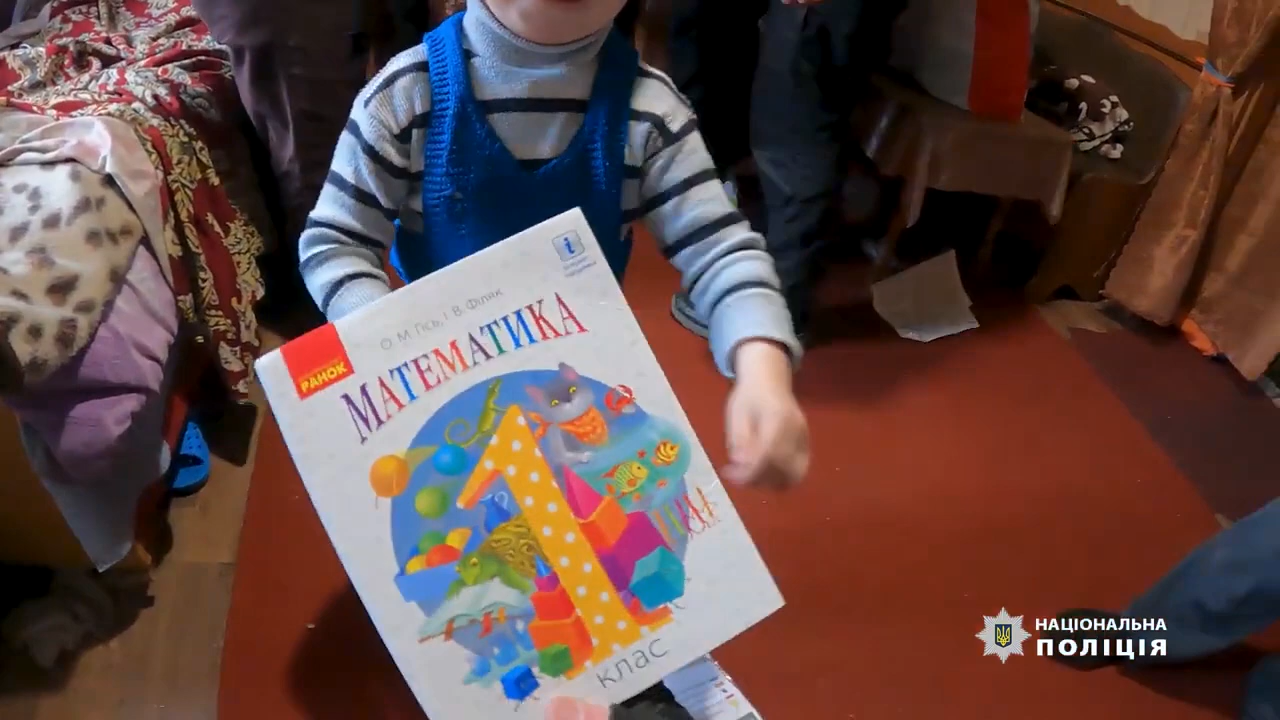 О. М. Гісь, І. В. Філяк
РАНОК
МАТЕМАТИКА
1
клас
НАЦІОНАЛЬНА
ПОЛІЦІЯ